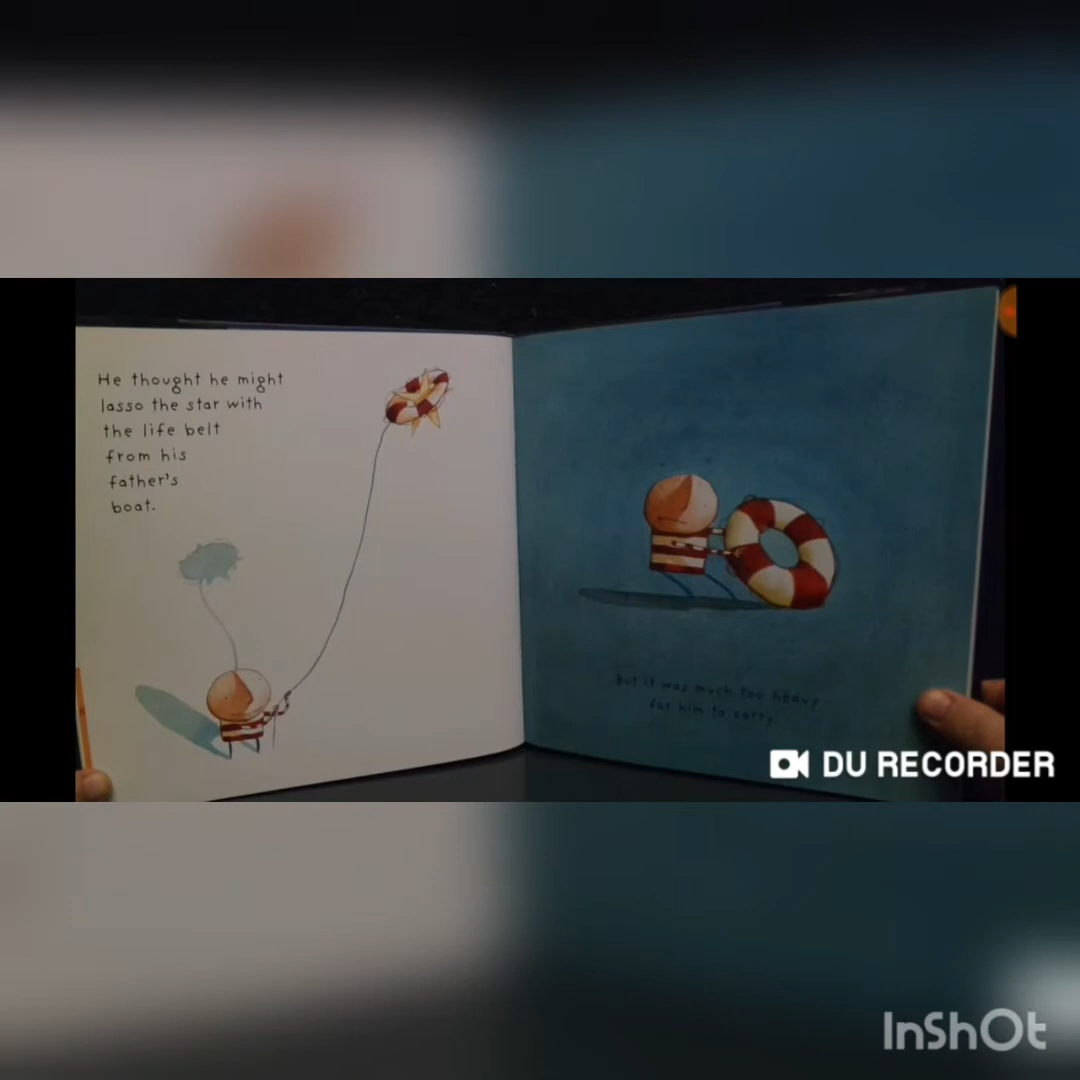 He thought he might
lasso the star with
the life belt
from his
father's
boat.
But it was much too heavy
for him to carry.
DU RECORDER
InShOt